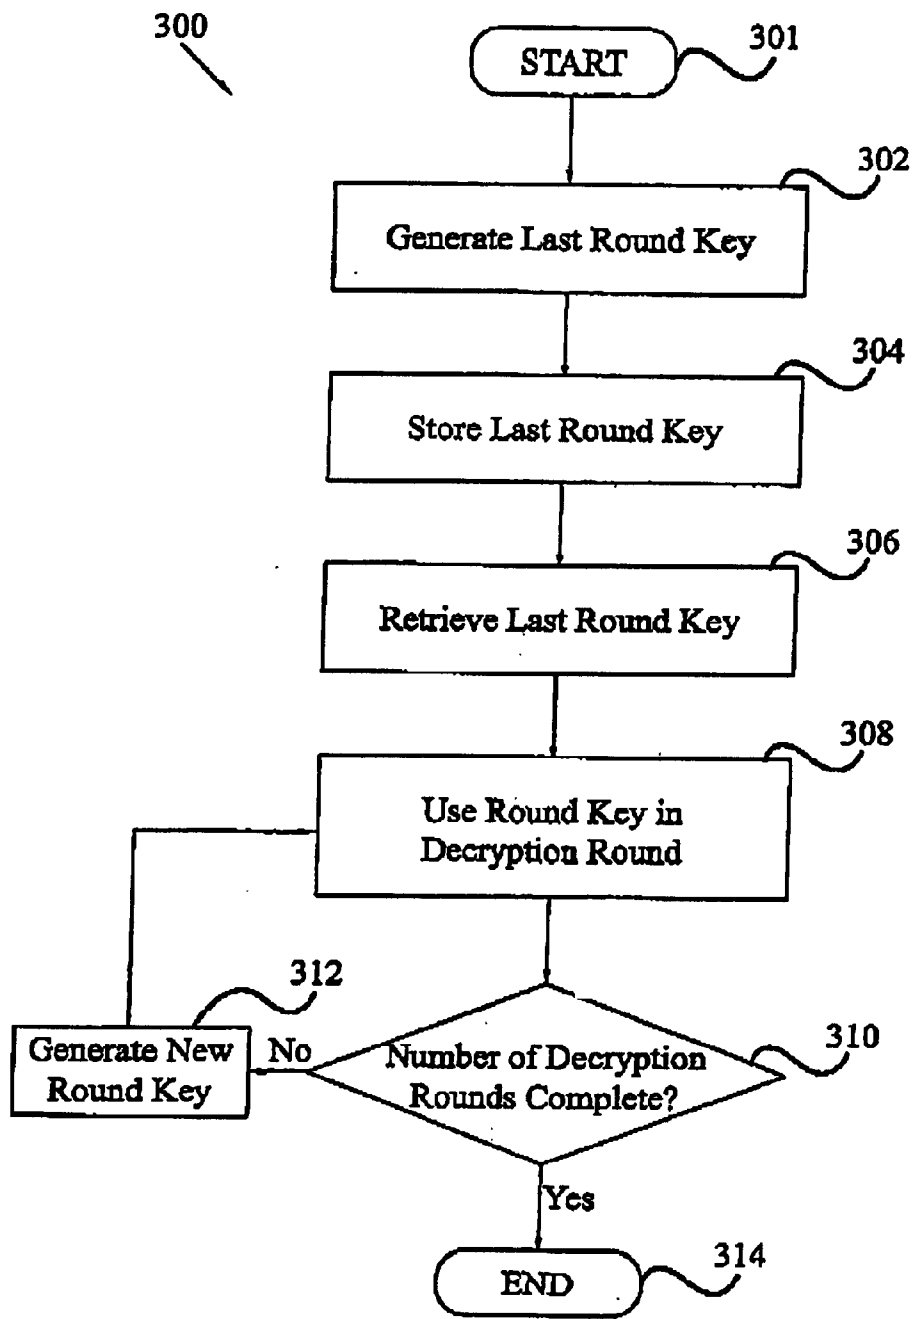 300
START
301
302
Generate Last Round Key
304
Store Last Round Key
306
Retrieve Last Round Key
308
Use Round Key in
Decryption Round
312
Generate New
Round Key
No
310
Number of Decryption
Rounds Complete?
Yes
END
314